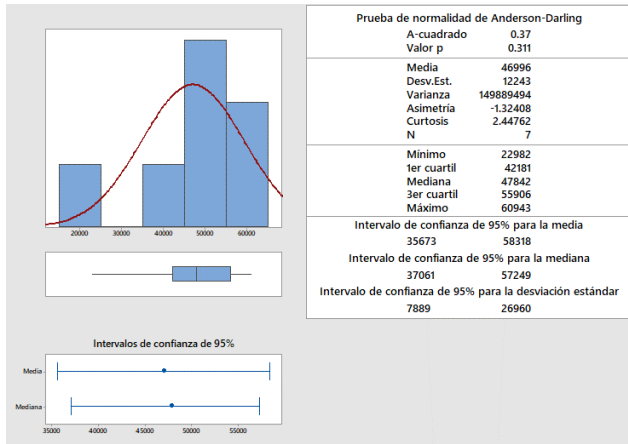 Prueba de normalidad de Anderson-Darling
A-cuadrado 0.37
Valor p 0.311
Media 46996
Desv.Est. 12243
Varianza 149889494
Asimetría -1.32408
Curtosis 2.44762
N 7
Mínimo 22982
1er cuartil 42181
Mediana 47842
3er cuartil 55906
Máximo 60943
Intervalo de confianza de 95% para la media
35673 58318
Intervalo de confianza de 95% para la mediana
37061 57249
Intervalo de confianza de 95% para la desviación estándar
7889 26960
20000 30000 40000 50000 60000
Intervalos de confianza de 95%
Media
Mediana
35000 40000 45000 50000 55000